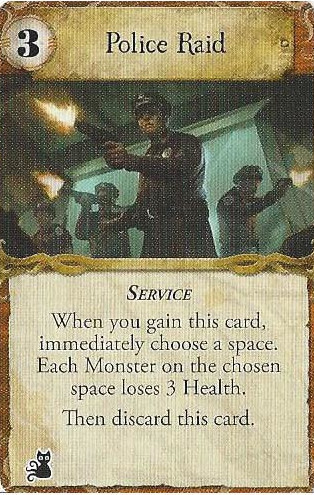 3
Police Raid
SERVICE
When you gain this card,
immediately choose a space.
Each Monster on the chosen
space loses 3 Health.
Then discard this card.